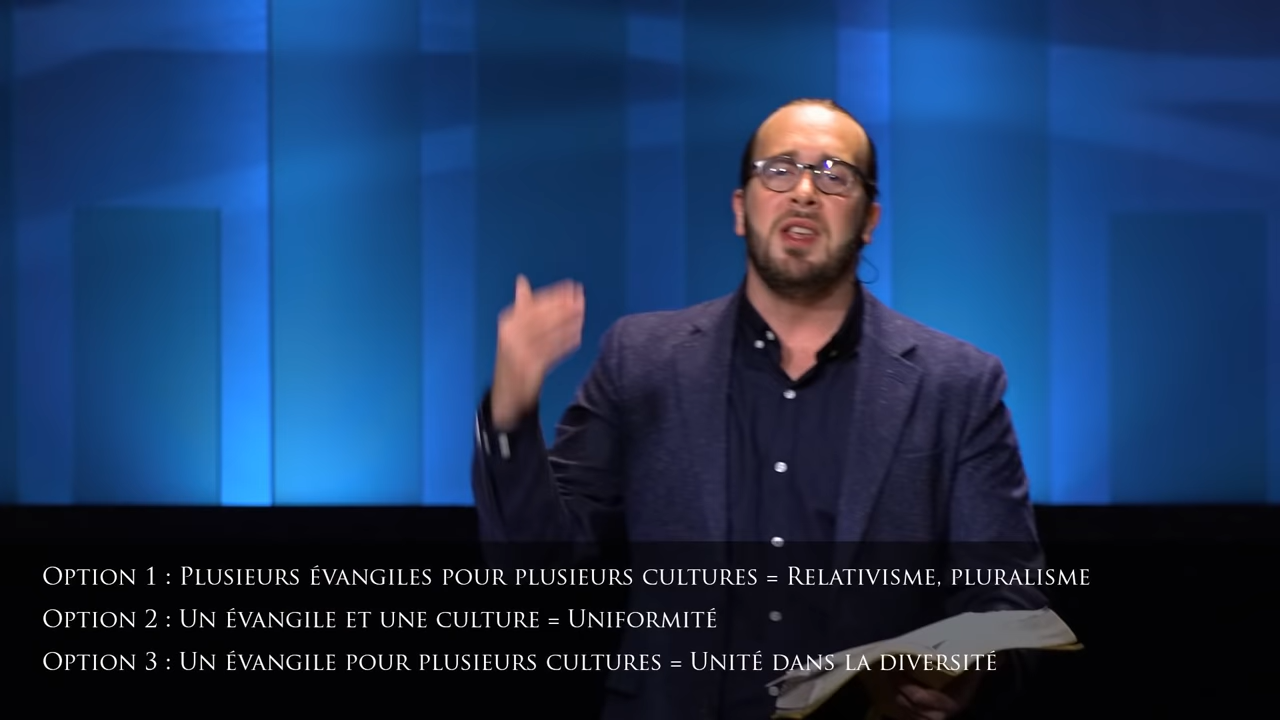 Option 1 : Plusieurs évangiles pour plusieurs cultures = Relativisme, pluralisme
Option 2 : Un évangile et une culture = Uniformité
Option 3 : Un évangile pour plusieurs cultures = Unité dans la diversité